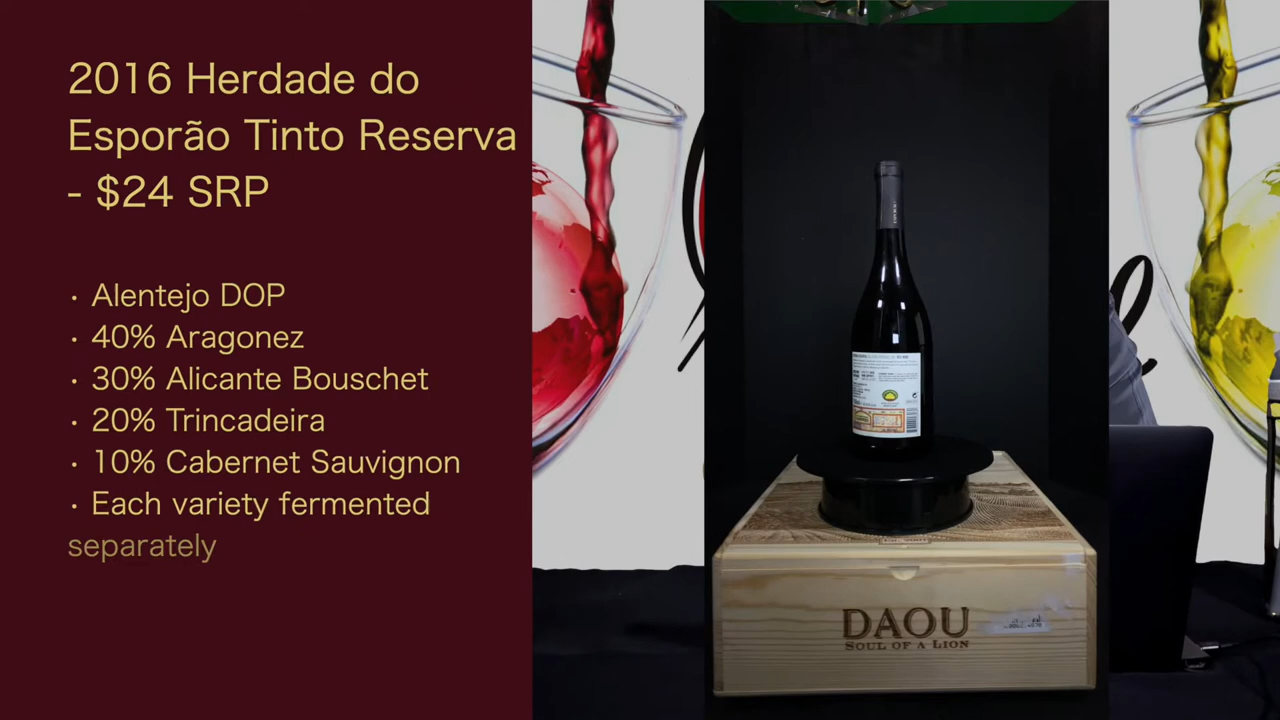 2016 Herdade do
Esporão Tinto Reserva
- $24 SRP
• Alentejo DOP
• 40% Aragonez
• 30% Alicante Bouschet
• 20% Trincadeira
• 10% Cabernet Sauvignon
• Each variety fermented
separately
DAOU
SOUL OF A LION